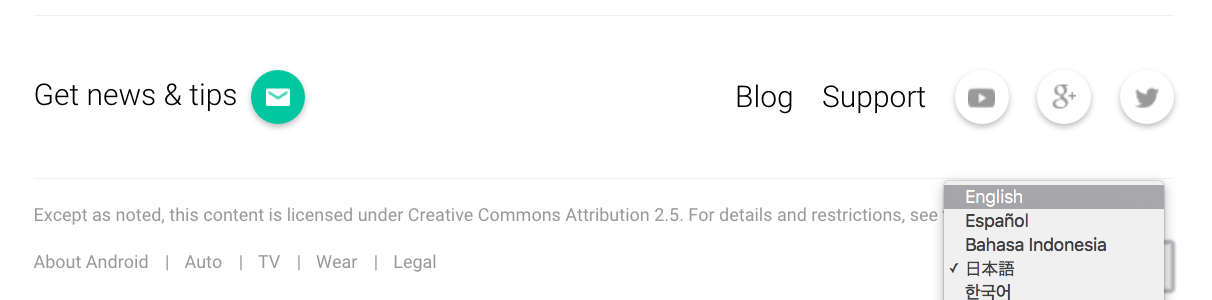 Get news & tips
Blog Support g+
Except as noted, this content is licensed under Creative Commons Attribution 2.5. For details and restrictions, see
About Android | Auto | TV | Wear | Legal
English
Español
Bahasa Indonesia
✓ 日本語
한국어